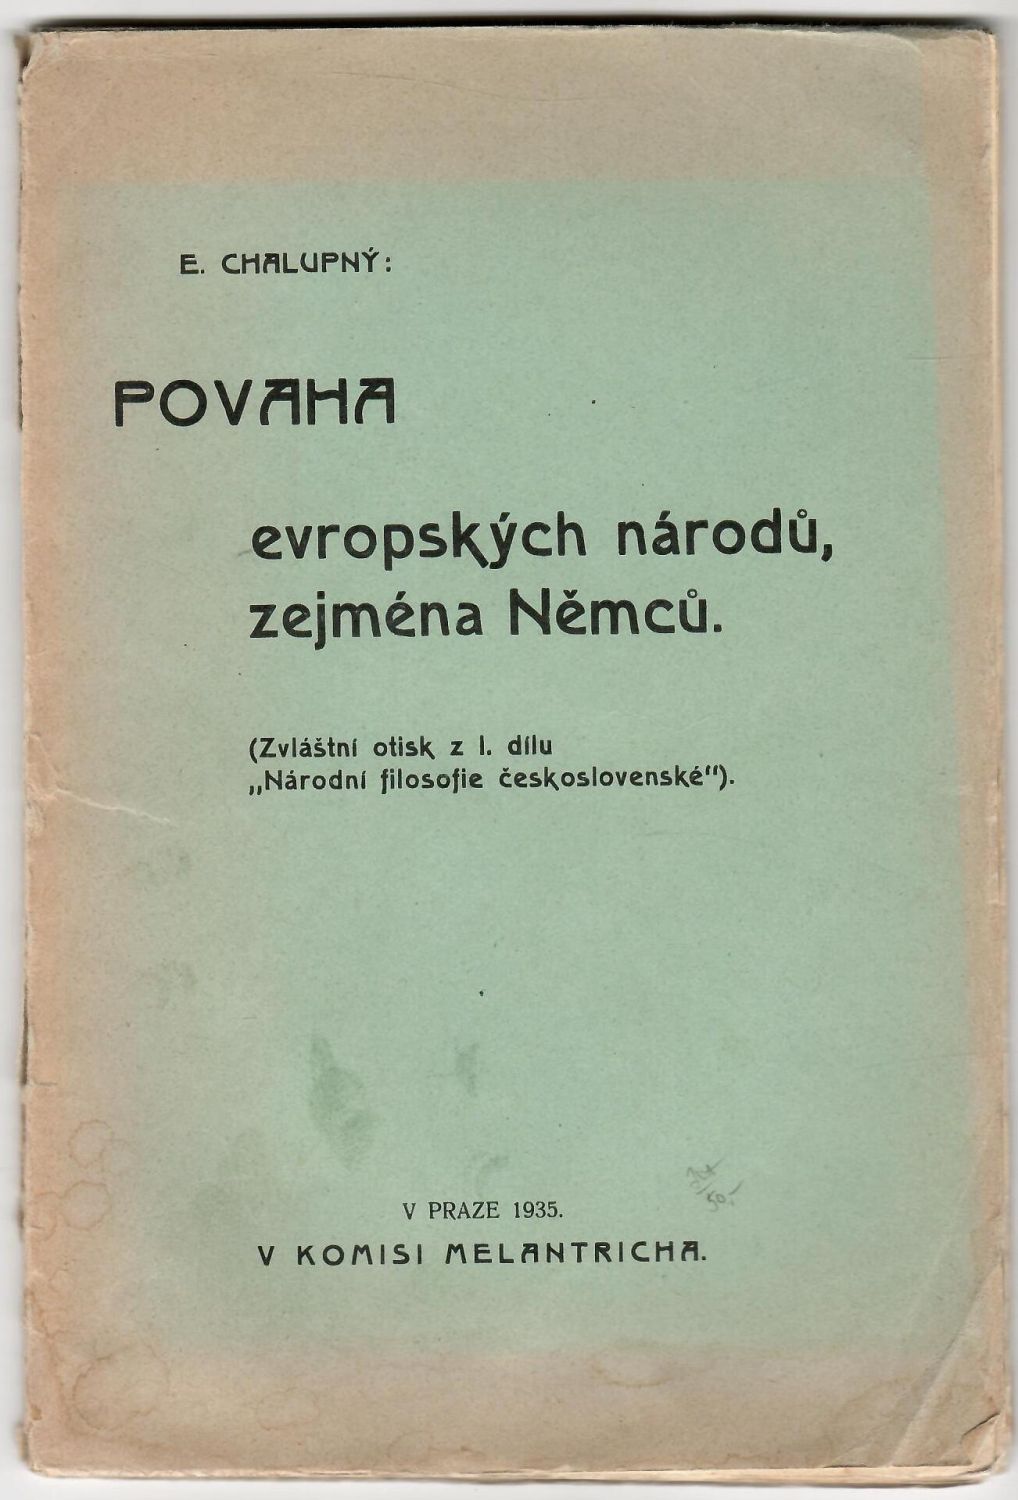 E. CHALUPNÝ:
POVAHA
evropských národů,
zejména Němců.
(Zvláštní otisk z I. dílu
„Národní filosofie československé").
V PRAZE 1935.
V KOMISI MELANTRICHA.